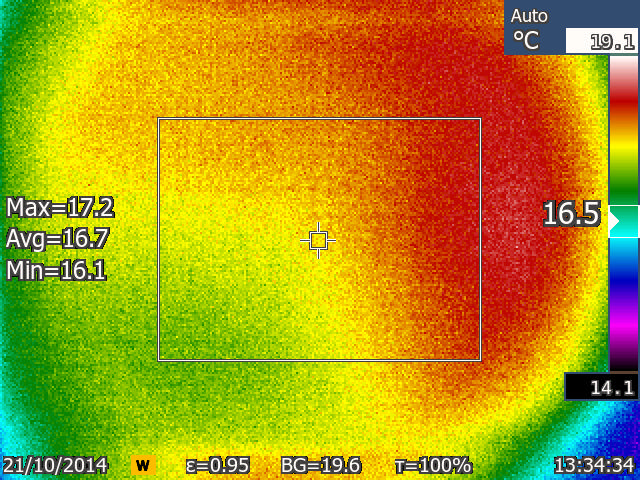 Auto
°C
19.1
Max=17.2
16.5
Avg=16.7
Min=16.1
14.1
21/10/2014 W ε=0.95 BG=19.6 τ=100% 13:34:34